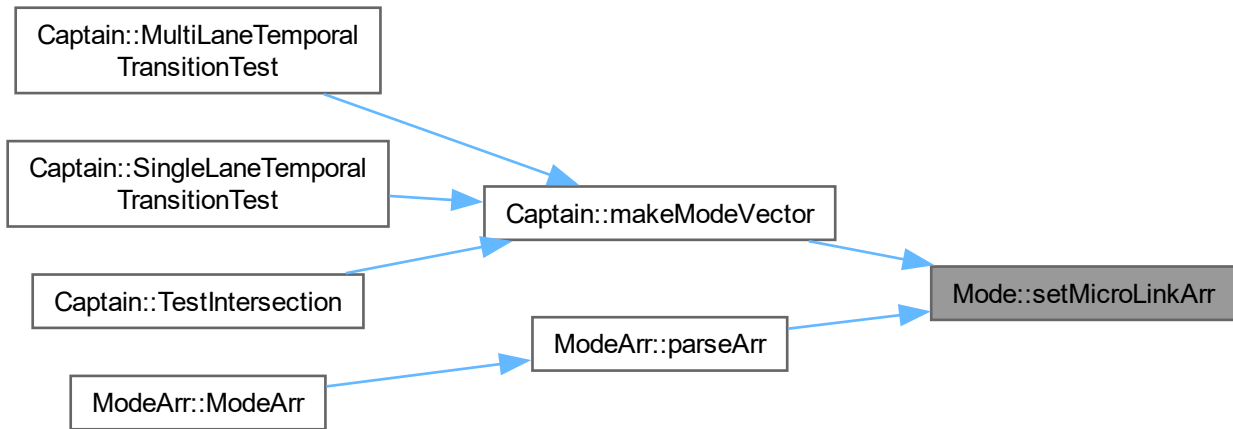 Captain::MultiLaneTemporal
TransitionTest
Captain::SingleLaneTemporal
TransitionTest
Captain::makeModeVector
Captain::TestIntersection
Mode::setMicroLinkArr
ModeArr::parseArr
ModeArr::ModeArr